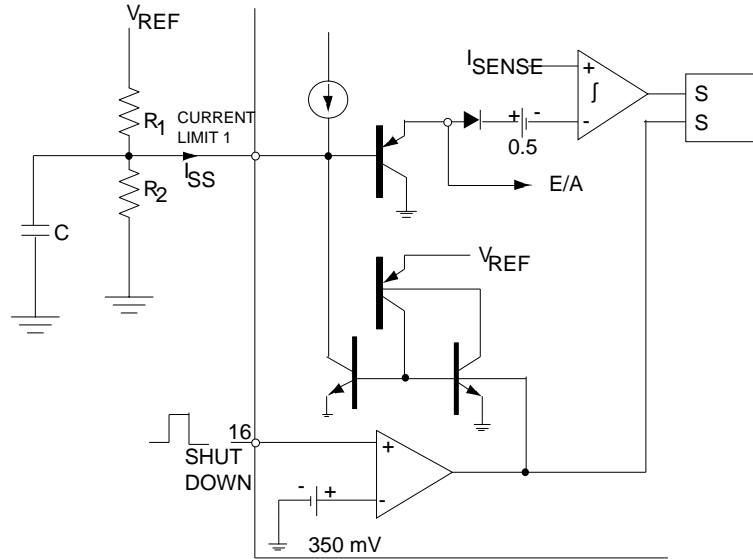 VREF
R1
CURRENT
LIMIT 1
ISS
R2
C
ISENSE
+
∫
-
S
S
+ -
0.5
E/A
VREF
16
SHUT
DOWN
+
-
- +
350 mV